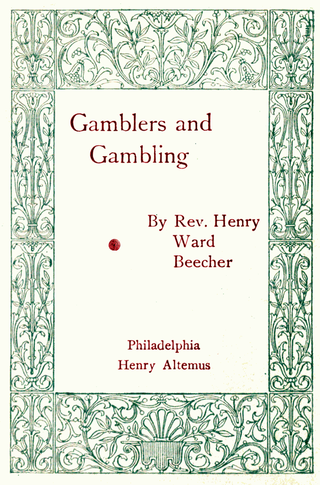 Gamblers and
Gambling
By Rev. Henry
Ward
Beecher
Philadelphia
Henry Altemus